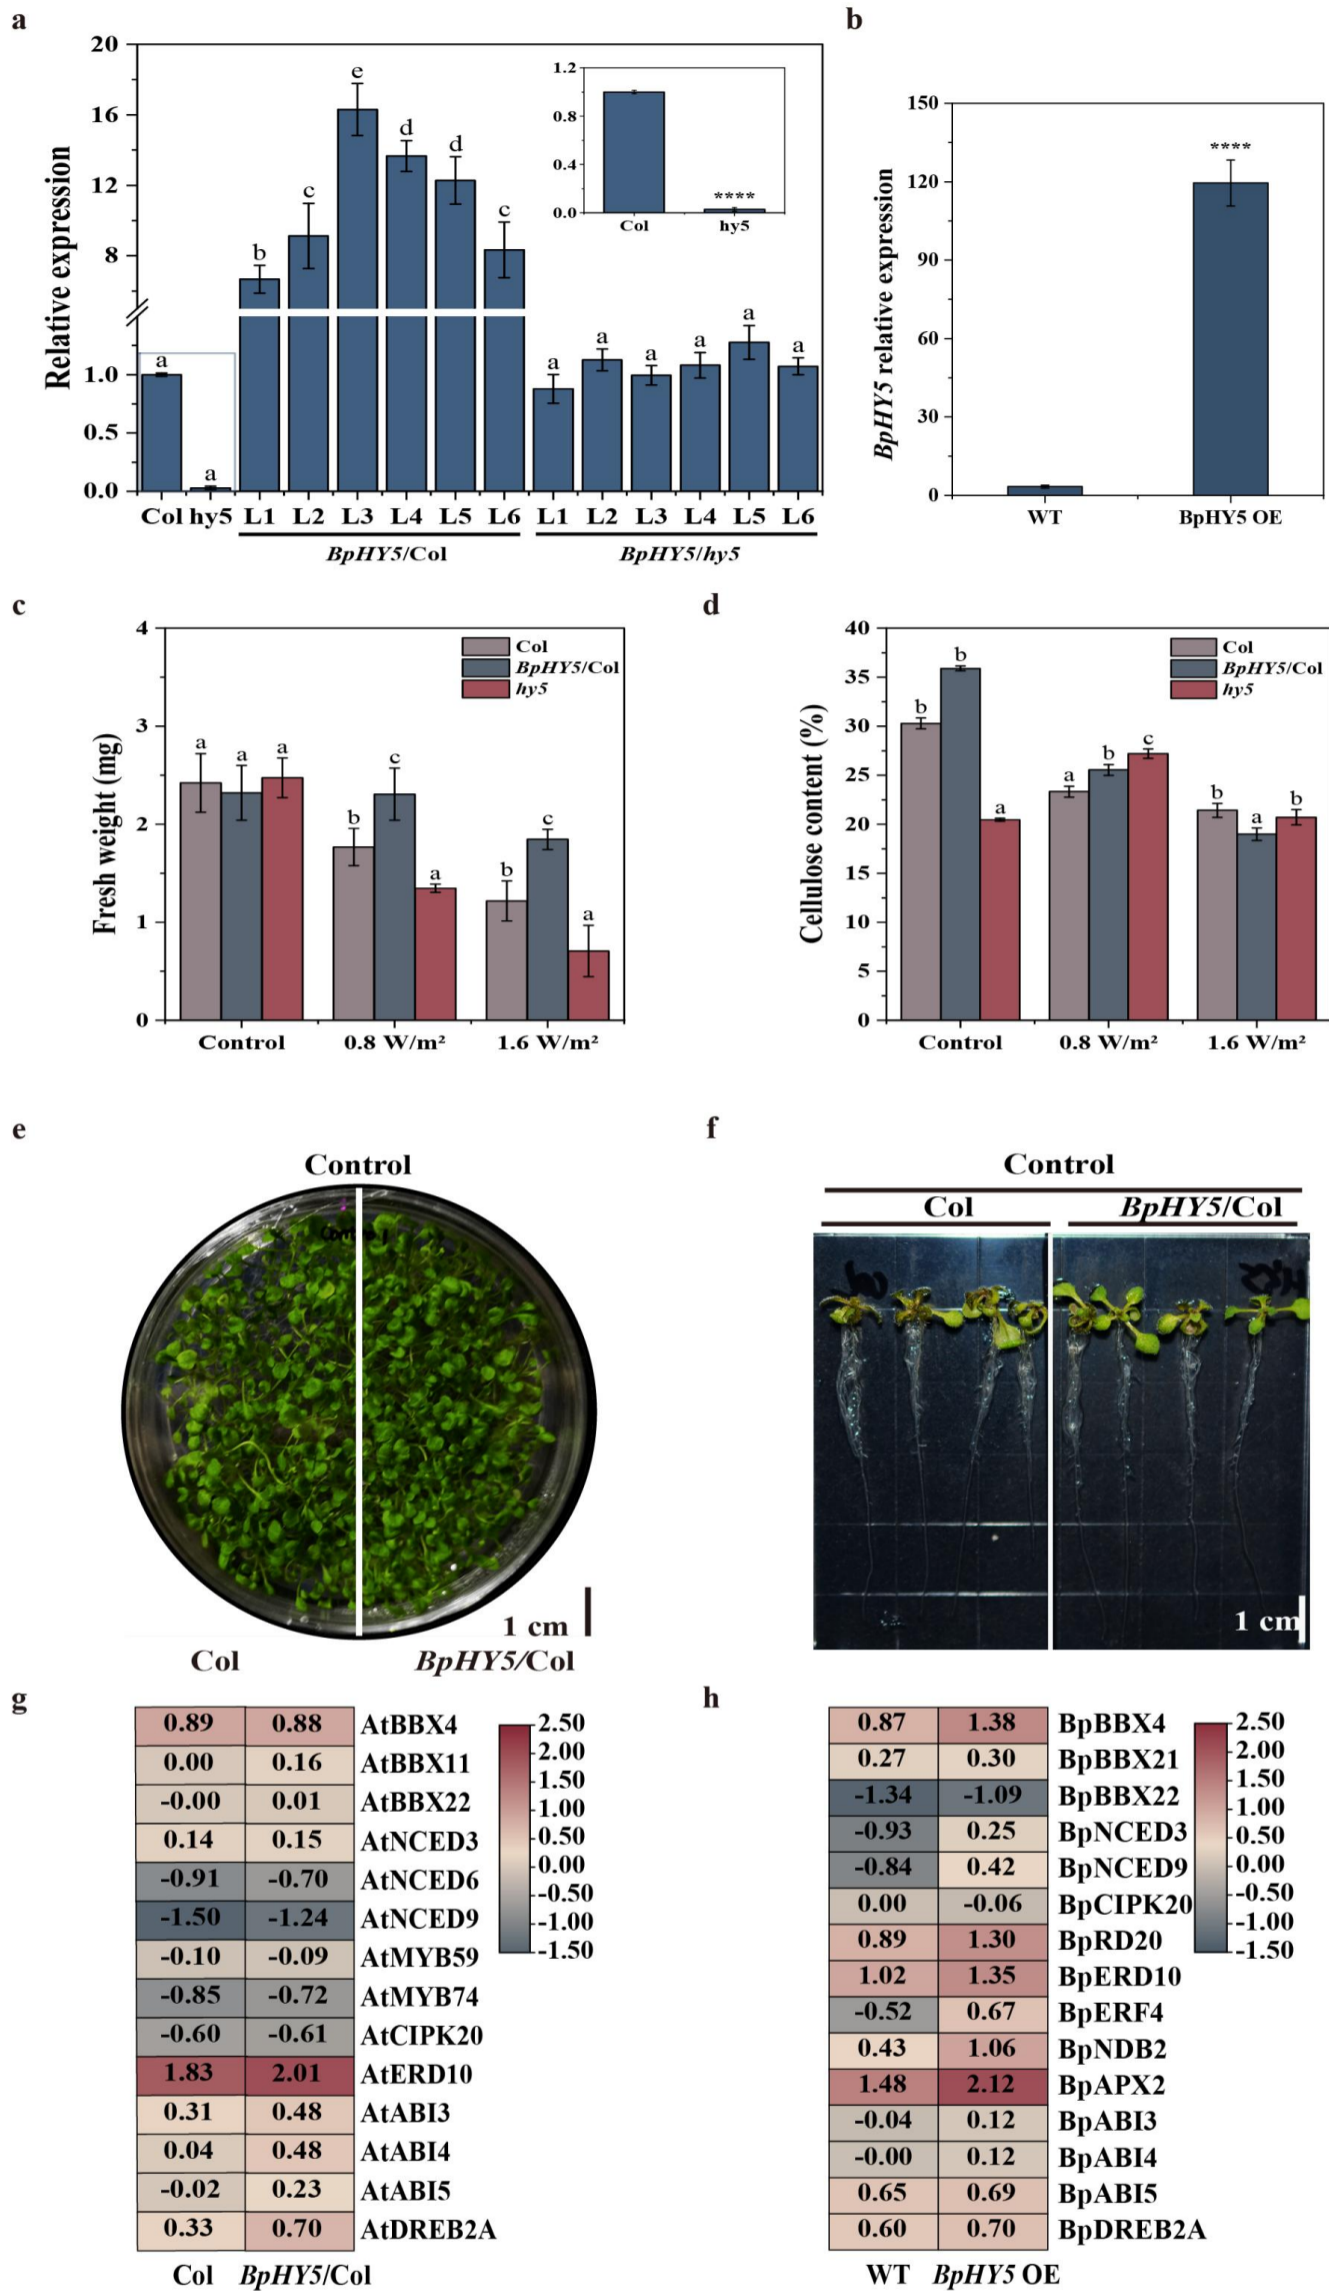 a
Relative expression
20
16
12
8
1.0
0.5
0.0
a
a
b
c
e
d
d
c
a
a
a
a
a
a
Col hy5 L1 L2 L3 L4 L5 L6 L1 L2 L3 L4 L5 L6
BpHY5/Col BpHY5/hy5
1.2
0.8
0.4
0.0
****
Col hy5
b
BpHY5 relative expression
150
120
90
60
30
0
****
WT BpHY5 OE
c
Fresh weight (mg)
4
3
2
1
0
Col
BpHY5/Col
hy5
a a a
b c a
b c a
Control 0.8 W/m² 1.6 W/m²
d
Cellulose content (%)
40
35
30
25
20
15
10
5
0
Col
BpHY5/Col
hy5
b b a
a b c
b a b
Control 0.8 W/m² 1.6 W/m²
e
Control
1 cm
Col BpHY5/Col
f
Control
Col BpHY5/Col
1 cm
g
0.89 0.88 AtBBX4
0.00 0.16 AtBBX11
-0.00 0.01 AtBBX22
0.14 0.15 AtNCED3
-0.91 -0.70 AtNCED6
-1.50 -1.24 AtNCED9
-0.10 -0.09 AtMYB59
-0.85 -0.72 AtMYB74
-0.60 -0.61 AtCIPK20
1.83 2.01 AtERD10
0.31 0.48 AtABI3
0.04 0.48 AtABI4
-0.02 0.23 AtABI5
0.33 0.70 AtDREB2A
Col BpHY5/Col
2.50
2.00
1.50
1.00
0.50
0.00
-0.50
-1.00
-1.50
h
0.87 1.38 BpBBX4
0.27 0.30 BpBBX21
-1.34 -1.09 BpBBX22
-0.93 0.25 BpNCED3
-0.84 0.42 BpNCED9
0.00 -0.06 BpCIPK20
0.89 1.30 BpRD20
1.02 1.35 BpERD10
-0.52 0.67 BpERF4
0.43 1.06 BpNDB2
1.48 2.12 BpAPX2
-0.04 0.12 BpABI3
-0.00 0.12 BpABI4
0.65 0.69 BpABI5
0.60 0.70 BpDREB2A
WT BpHY5 OE
2.50
2.00
1.50
1.00
0.50
0.00
-0.50
-1.00
-1.50